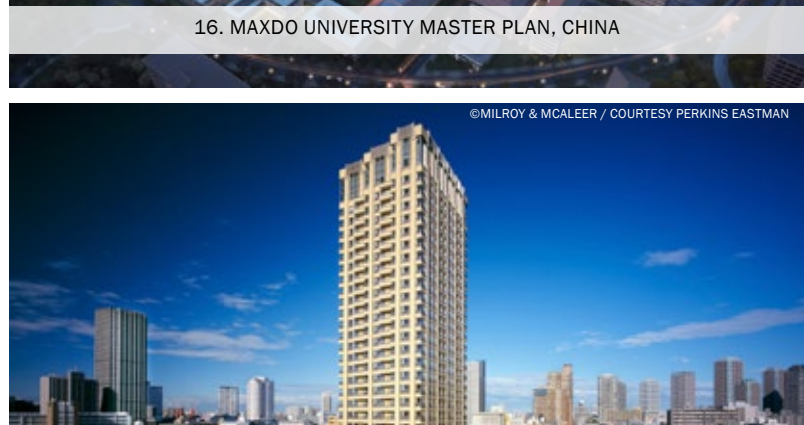 16. MAXDO UNIVERSITY MASTER PLAN, CHINA
©MILROY & MCALEER / COURTESY PERKINS EASTMAN